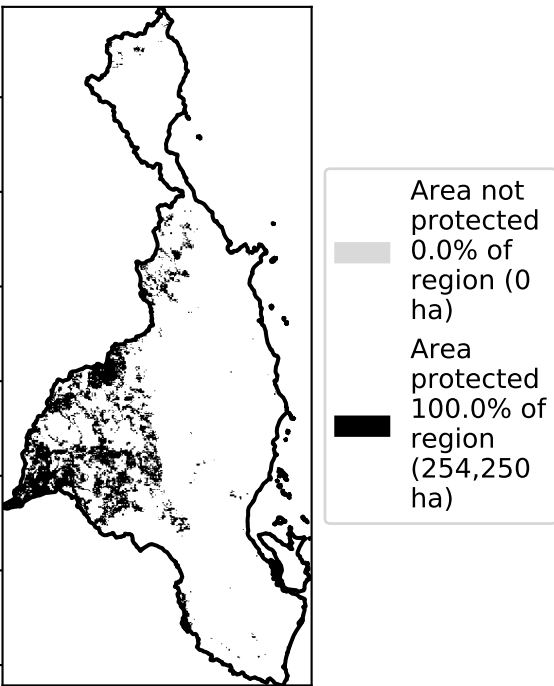 Area not
protected
0.0% of
region (0
ha)
Area
protected
100.0% of
region
(254,250
ha)